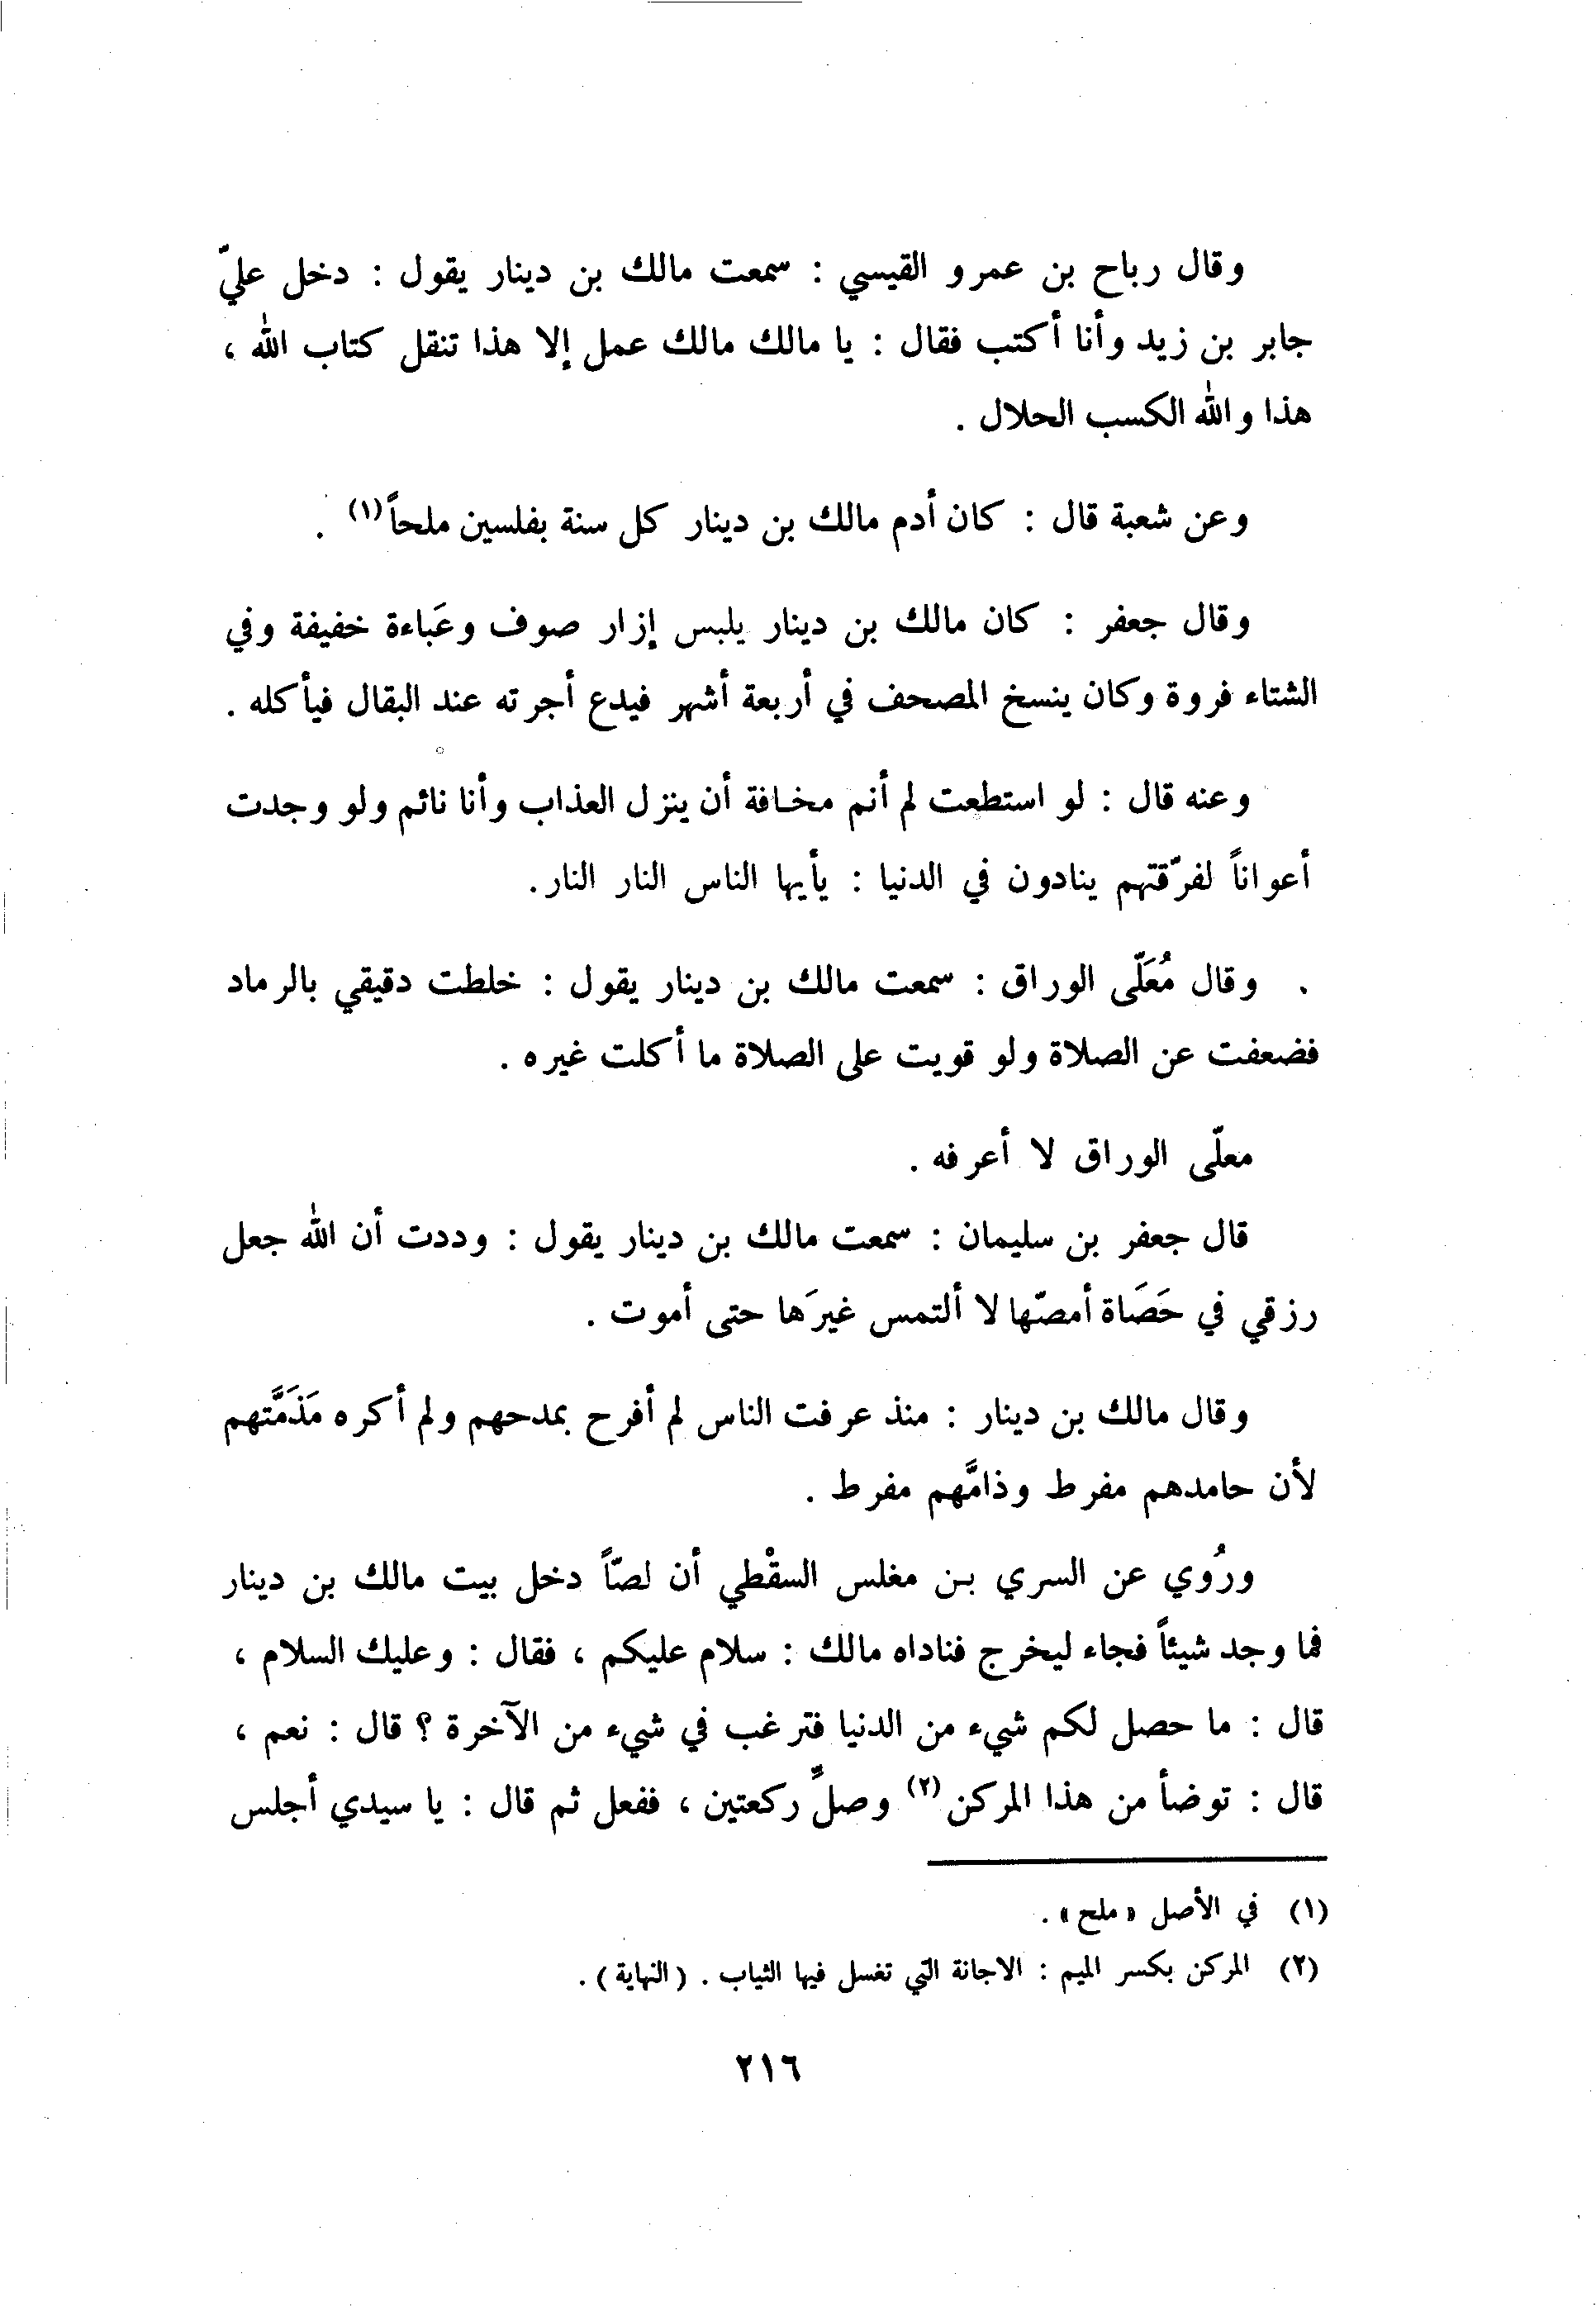 وقال رباح بن عمرو القيسي : سمعت مالك بن دينار يقول : دخل عليّ
جابر بن زيد وأنا أكتب فقال : يا مالك مالك عمل إلا هذا تنقل كتاب الله ،
هذا والله الكسب الحلال .
وعن شعبة قال : كان أدم مالك بن دينار كل سنة بفلسين ملحاً(١) .
وقال جعفر : كان مالك بن دينار يلبس إزار صوف وعَباءة خفيفة وفي
الشتاء فروة وكان ينسخ المصحف في أربعة أشهر فيدع أجرته عند البقال فيأكله .
وعنه قال : لو استطعت لم أنم مخافة أن ينزل العذاب وأنا نائم ولو وجدت
أعواناً لفرّقتهم ينادون في الدنيا : يأيها الناس النار النار.
وقال مُعَلّى الوراق : سمعت مالك بن دينار يقول : خلطت دقيقي بالرماد
فضعفت عن الصلاة ولو قويت على الصلاة ما أكلت غيره .
معلّى الوراق لا أعرفه .
قال جعفر بن سليمان : سمعت مالك بن دينار يقول : وددت أن الله جعل
رزقي في حَصَاة أمصّها لا ألتمس غيرَها حتى أموت .
وقال مالك بن دينار : منذ عرفت الناس لم أفرح بمدحهم ولم أكره مَذَمَّتهم
لأن حامدهم مفرط وذامَّهم مفرط .
ورُوي عن السري بن مغلس السقْطي أن لصّاً دخل بيت مالك بن دينار
فما وجد شيئاً فجاء ليخرج فناداه مالك : سلام عليكم ، فقال : وعليك السلام ،
قال : ما حصل لكم شيء من الدنيا فترغب في شيء من الآخرة ؟ قال : نعم ،
قال : توضأ من هذا المركن(٢) وصلٍّ ركعتين ، ففعل ثم قال : يا سيدي أجلس
(١) في الأصل « ملح » .
(٢) المركن بكسر الميم : الاجانة التي تغسل فيها الثياب . ( النهاية ) .
٢١٦